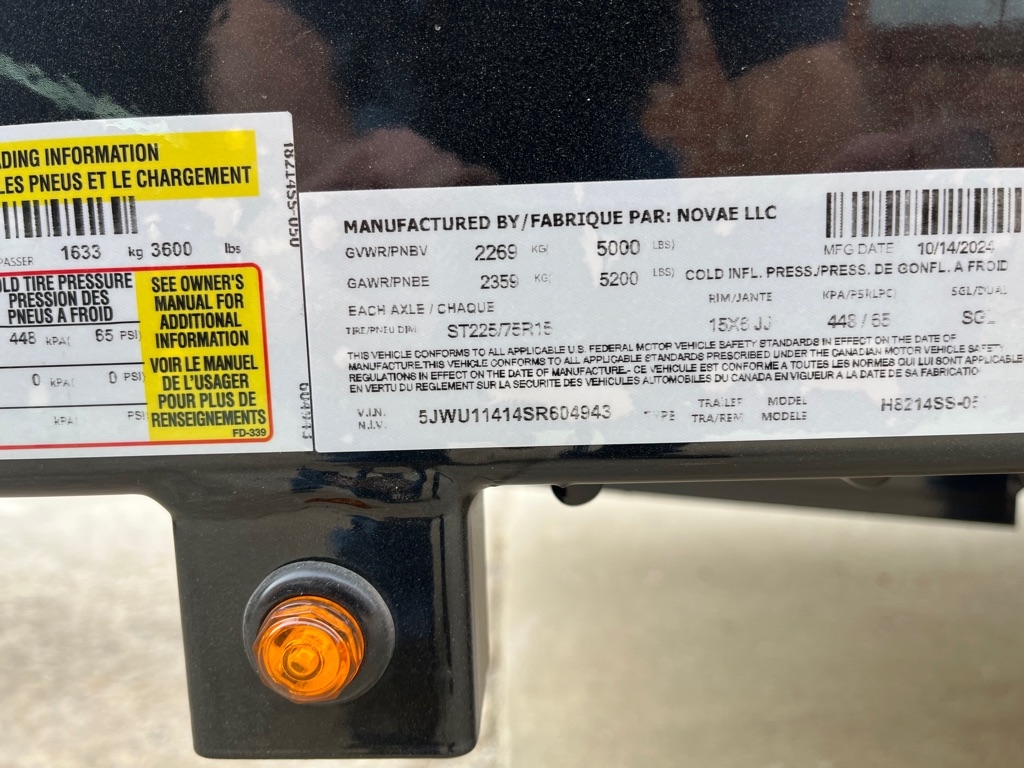 DING INFORMATION
LES PNEUS ET LE CHARGEMENT
PASSER 1633 kg 3600 lbs
OLD TIRE PRESSURE
PRESSION DES
PNEUS A FROID
448 KPA( 65 PSI)
0 KPA( 0 PSI)
KPA( PSI
SEE OWNER'S
MANUAL FOR
ADDITIONAL
INFORMATION
VOIR LE MANUEL
DE L'USAGER
POUR PLUS DE
RENSEIGNEMENTS
FD-339
MANUFACTURED BY/FABRIQUE PAR: NOVAE LLC
MFG DATE 10/14/2024
GVWR/PNBV 2269 KG( 5000 LBS)
GAWR/PNBE 2359 KG( 5200 LBS) COLD INFL. PRESS./PRESS. DE GONFL. A FROID
EACH AXLE / CHAQUE RIM/JANTE KPA/PSI(LPC) SGL/DUAL
TIRE/PNEU DIM ST225/75R15 15X6 JJ 448 / 65 SGL
THIS VEHICLE CONFORMS TO ALL APPLICABLE U.S. FEDERAL MOTOR VEHICLE SAFETY STANDARDS IN EFFECT ON THE DATE OF
MANUFACTURE.THIS VEHICLE CONFORMS TO ALL APPLICABLE STANDARDS PRESCRIBED UNDER THE CANADIAN MOTOR VEHICLE SAFETY
REGULATIONS IN EFFECT ON THE DATE OF MANUFACTURE.- CE VEHICULE EST CONFORME A TOUTES LES NORMES QUI LUI SONT APPLICABLE
EN VERTU DU REGLEMENT SUR LA SECURITE DES VEHICULES AUTOMOBILES DU CANADA EN VIGUEUR A LA DATE DE SA FABRICATIO
V.I.N. 5JWU11414SR604943 TYPE TRAILER MODEL H8214SS-05
N.I.V. TRA/REM MODELE